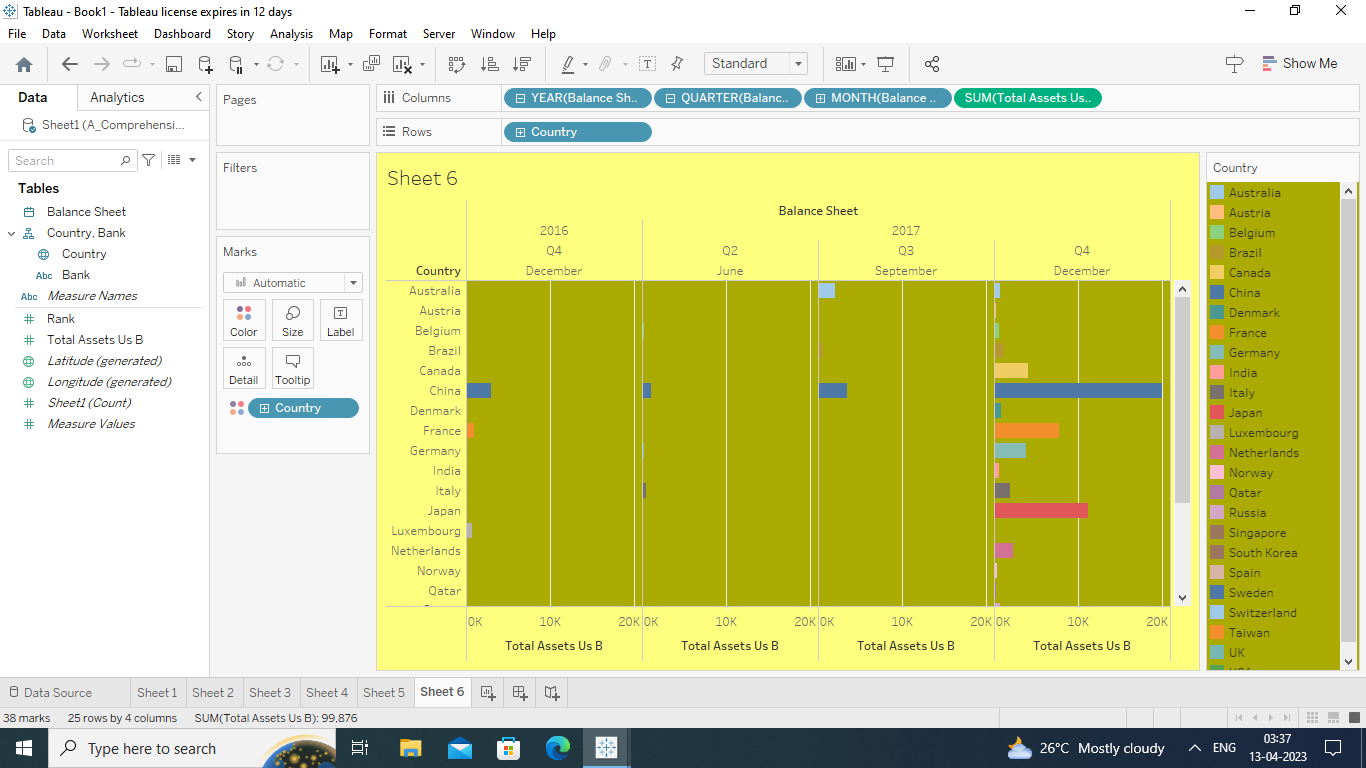 Tableau - Book1 - Tableau license expires in 12 days
File Data Worksheet Dashboard Story Analysis Map Format Server Window Help
Standard
Show Me
Data Analytics
Sheet1 (A_Comprehensi...
Search
Tables
Balance Sheet
Country, Bank
Country
Abc Bank
Abc Measure Names
Rank
Total Assets Us B
Latitude (generated)
Longitude (generated)
Sheet1 (Count)
Measure Values
Pages
Filters
Marks
Automatic
Color Size Label
Detail Tooltip
Country
Columns YEAR(Balance Sh.. QUARTER(Balanc.. MONTH(Balance .. SUM(Total Assets Us..
Rows Country
Sheet 6
Balance Sheet
2016 2017
Q4 Q2 Q3 Q4
Country December June September December
Australia
Austria
Belgium
Brazil
Canada
China
Denmark
France
Germany
India
Italy
Japan
Luxembourg
Netherlands
Norway
Qatar
0K 10K 20K 0K 10K 20K 0K 10K 20K 0K 10K 20K
Total Assets Us B Total Assets Us B Total Assets Us B Total Assets Us B
Country
Australia
Austria
Belgium
Brazil
Canada
China
Denmark
France
Germany
India
Italy
Japan
Luxembourg
Netherlands
Norway
Qatar
Russia
Singapore
South Korea
Spain
Sweden
Switzerland
Taiwan
UK
Data Source Sheet 1 Sheet 2 Sheet 3 Sheet 4 Sheet 5 Sheet 6
38 marks 25 rows by 4 columns SUM(Total Assets Us B): 99,876
Type here to search
26°C Mostly cloudy
ENG
03:37
13-04-2023